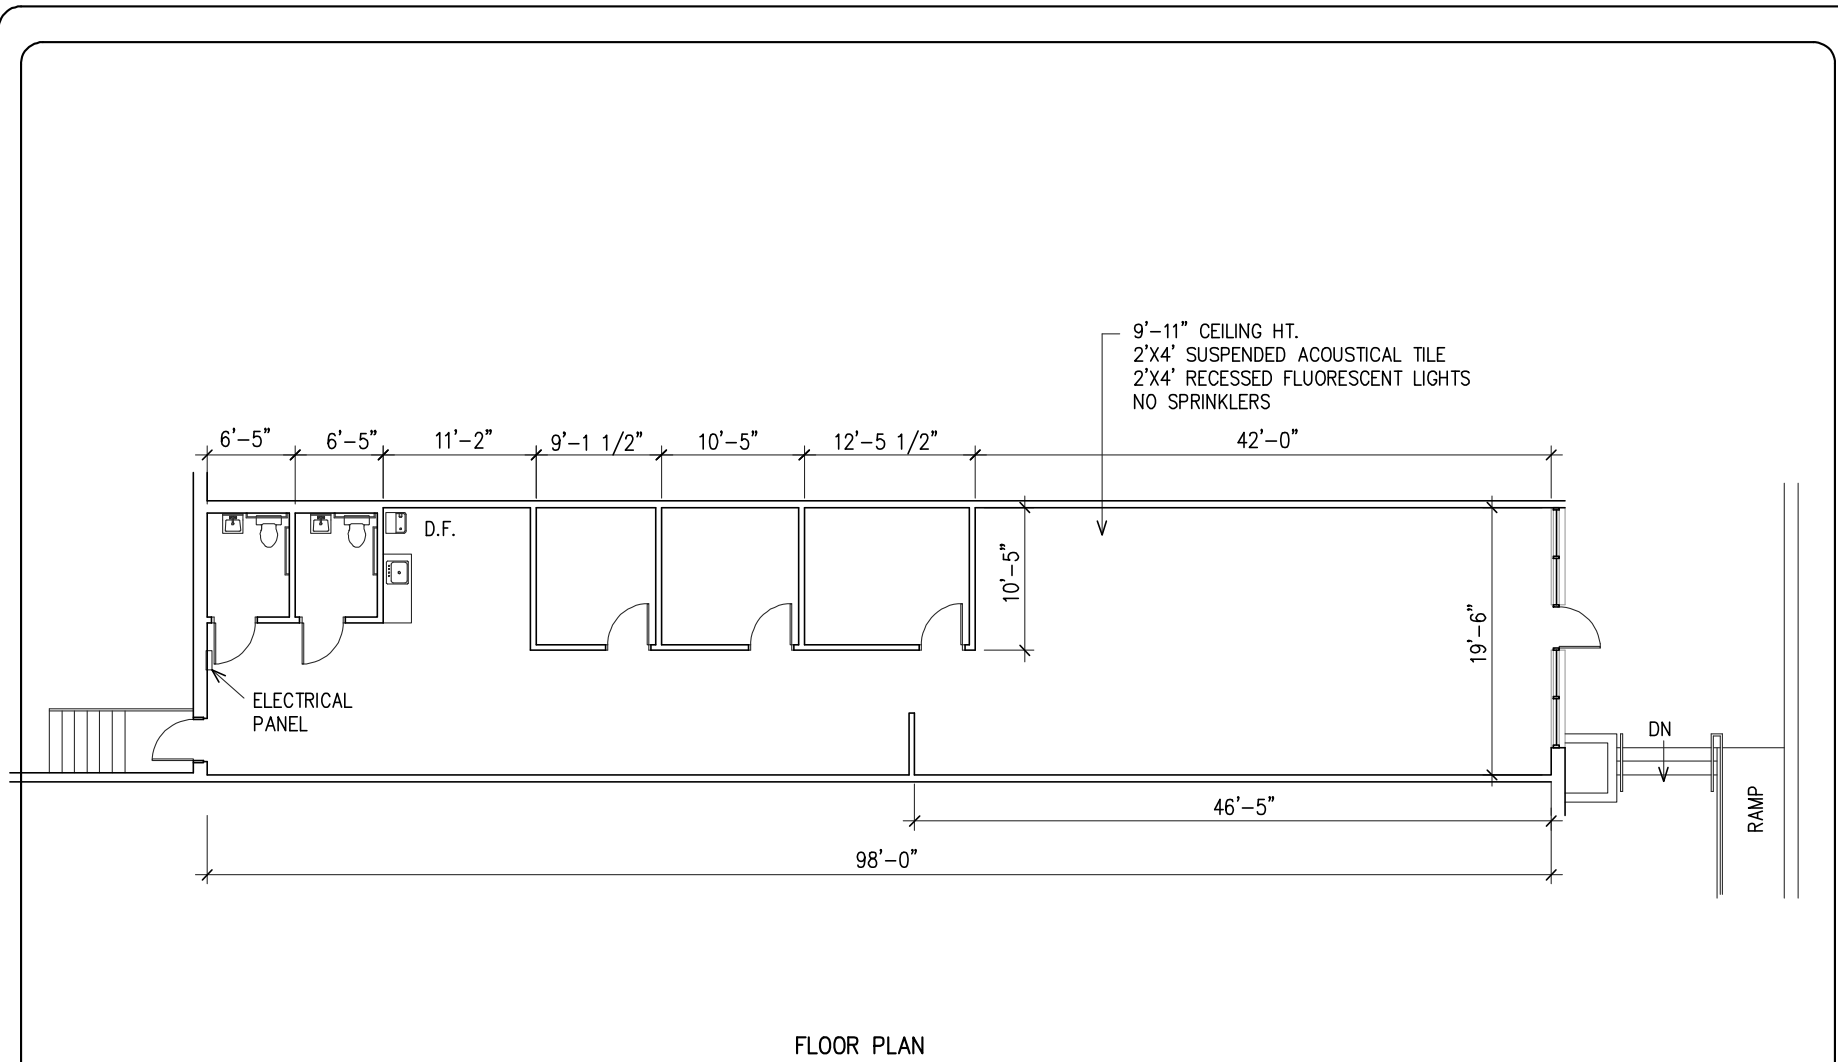 9'-11" CEILING HT.
2'X4' SUSPENDED ACOUSTICAL TILE
2'X4' RECESSED FLUORESCENT LIGHTS
NO SPRINKLERS
6'-5"
6'-5"
11'-2"
9'-1 1/2"
10'-5"
12'-5 1/2"
42'-0"
D.F.
10'-5"
19'-6"
ELECTRICAL
PANEL
DN
RAMP
46'-5"
98'-0"
FLOOR PLAN